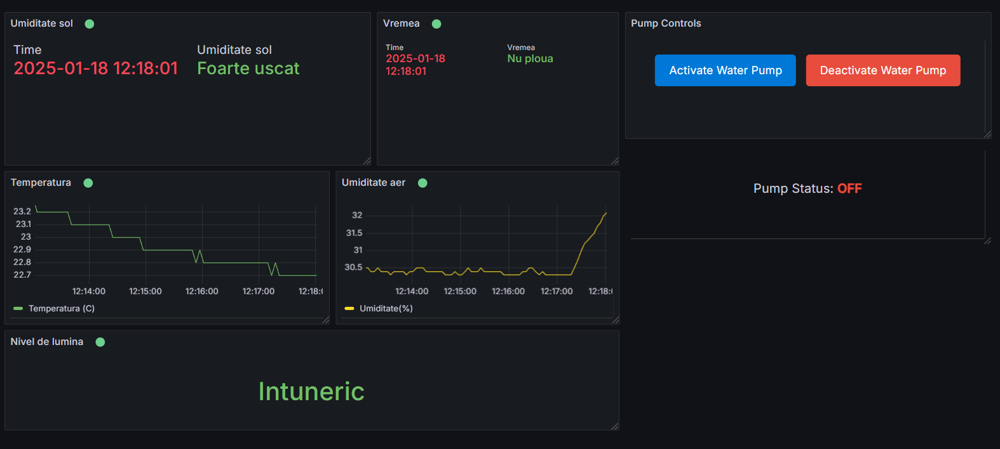 Umiditate sol
Time
2025-01-18 12:18:01
Umiditate sol
Foarte uscat
Vremea
Time
2025-01-18
12:18:01
Vremea
Nu ploua
Pump Controls
Activate Water Pump
Deactivate Water Pump
Pump Status: OFF
Temperatura
23.2
23.1
23
22.9
22.8
22.7
12:14:00 12:15:00 12:16:00 12:17:00 12:18:0
Temperatura (C)
Umiditate aer
32
31.5
31
30.5
12:14:00 12:15:00 12:16:00 12:17:00 12:18:0
Umiditate(%)
Nivel de lumina
Intuneric